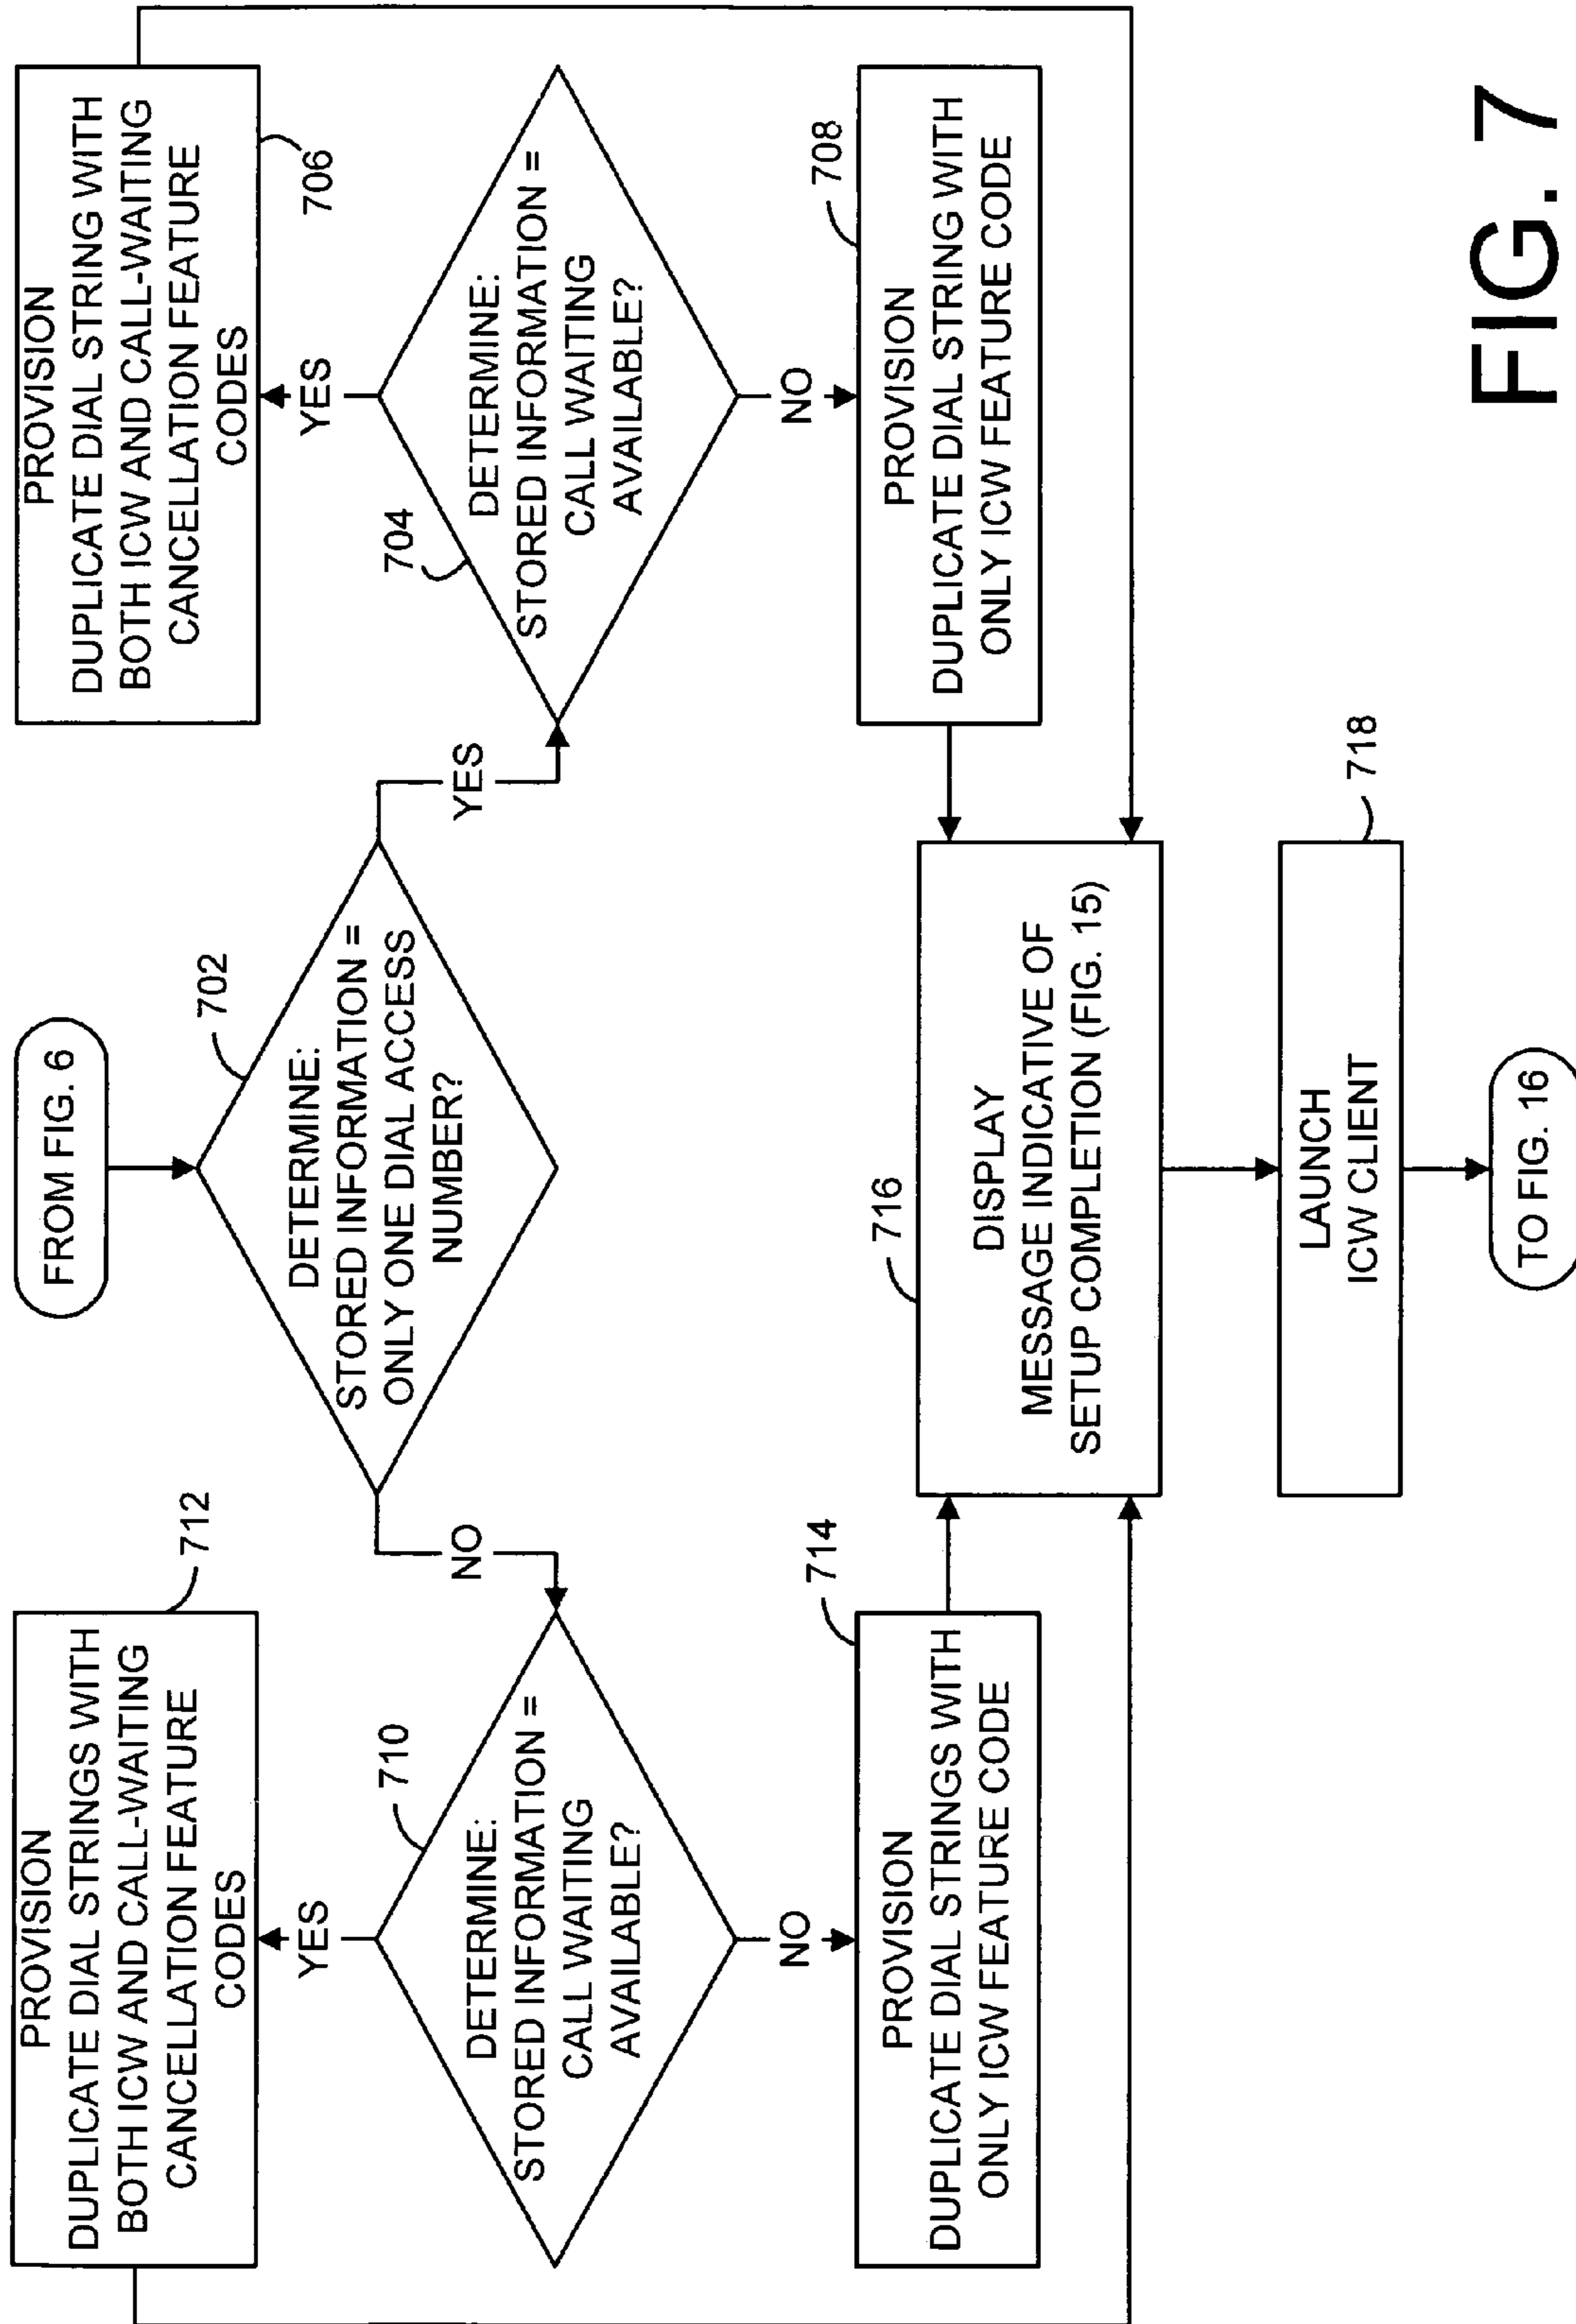 FROM FIG. 6
702
DETERMINE:
STORED INFORMATION =
ONLY ONE DIAL ACCESS
NUMBER?
NO
YES
712
PROVISION
DUPLICATE DIAL STRINGS WITH
BOTH ICW AND CALL-WAITING
CANCELLATION FEATURE
CODES
YES
710
DETERMINE:
STORED INFORMATION =
CALL WAITING
AVAILABLE?
NO
714
PROVISION
DUPLICATE DIAL STRINGS WITH
ONLY ICW FEATURE CODE
PROVISION
DUPLICATE DIAL STRING WITH
BOTH ICW AND CALL-WAITING
CANCELLATION FEATURE
CODES
706
YES
704
DETERMINE:
STORED INFORMATION =
CALL WAITING
AVAILABLE?
NO
708
PROVISION
DUPLICATE DIAL STRING WITH
ONLY ICW FEATURE CODE
716
DISPLAY
MESSAGE INDICATIVE OF
SETUP COMPLETION (FIG. 15)
718
LAUNCH
ICW CLIENT
TO FIG. 16
FIG. 7